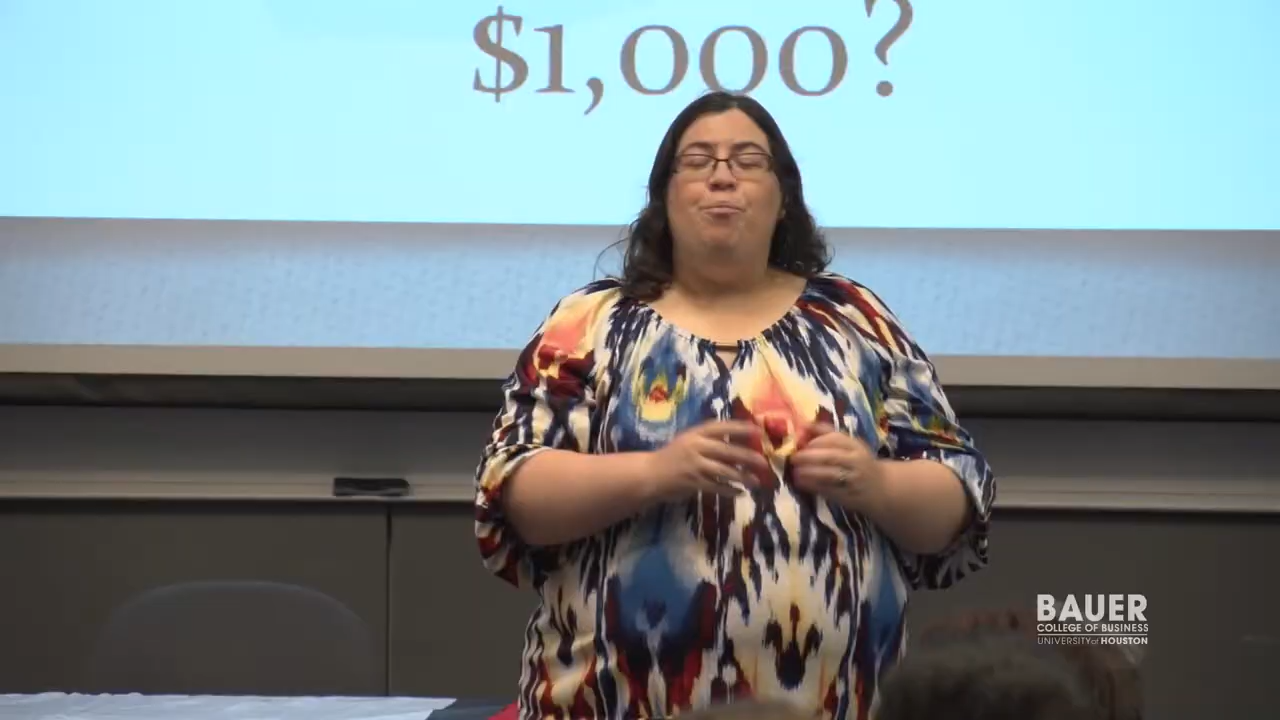 $1,000?
BAUER
COLLEGE OF BUSINESS
UNIVERSITY of HOUSTON